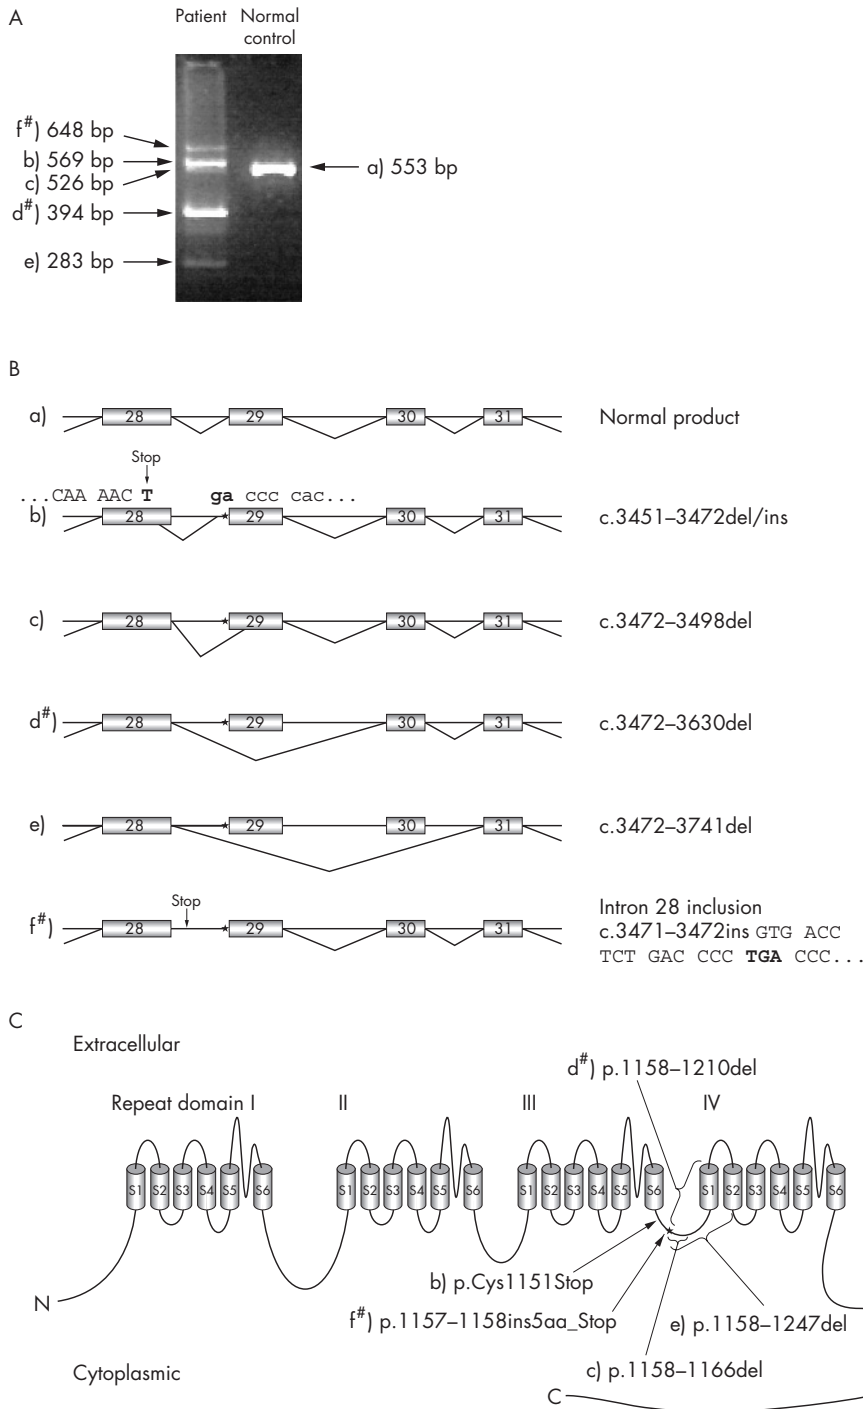 A
Patient
Normal
control
f#) 648 bp
b) 569 bp
c) 526 bp
d#) 394 bp
e) 283 bp
a) 553 bp
B
a)
28
29
30
31
Normal product
Stop
...CAA AAC T ga ccc cac...
b)
28
29
30
31
c.3451–3472del/ins
c)
28
29
30
31
c.3472–3498del
d#)
28
29
30
31
c.3472–3630del
e)
28
29
30
31
c.3472–3741del
Stop
f#)
28
29
30
31
Intron 28 inclusion
c.3471–3472ins GTG ACC
TCT GAC CCC TGA CCC...
C
Extracellular
d#) p.1158–1210del
Repeat domain I
II
III
IV
S1 S2 S3 S4 S5 S6
S1 S2 S3 S4 S5 S6
S1 S2 S3 S4 S5 S6
S1 S2 S3 S4 S5 S6
N
b) p.Cys1151Stop
f#) p.1157–1158ins5aa_Stop
e) p.1158–1247del
c) p.1158–1166del
Cytoplasmic
C